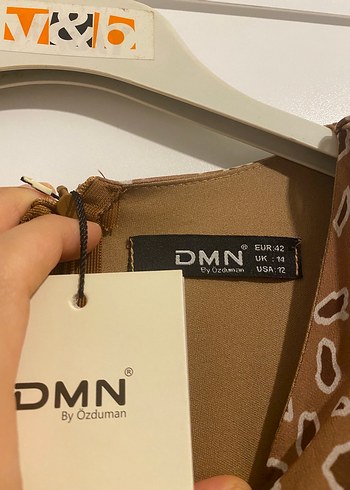 v&b
DMN®
By Özduman
EUR:42
UK : 14
USA: 12
DMN®
By Özduman